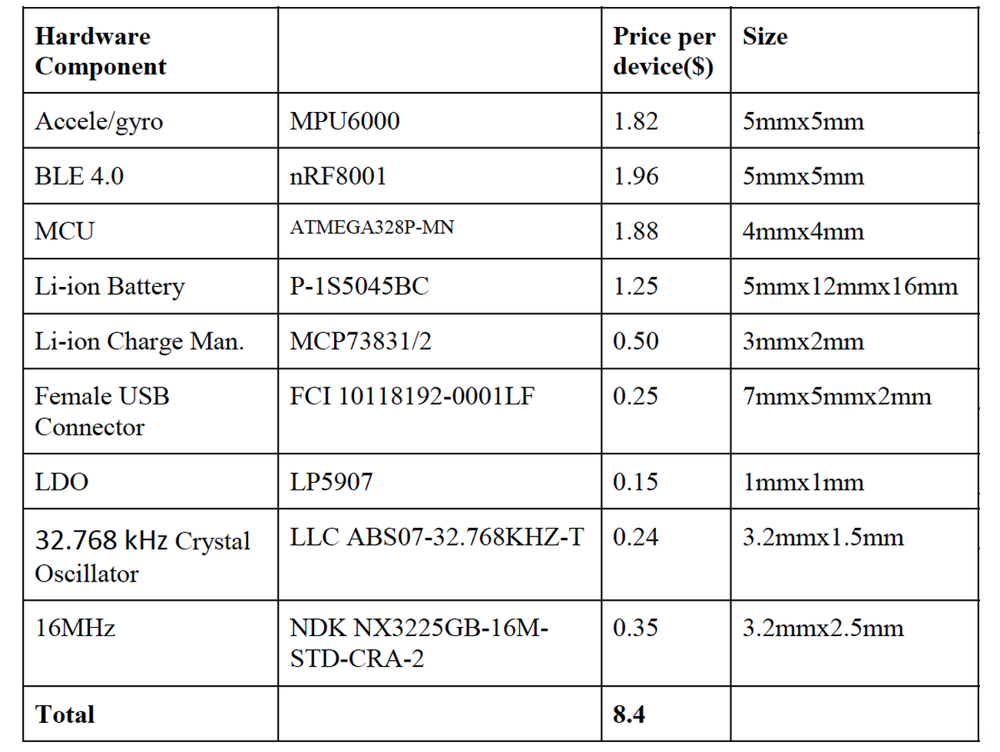 Hardware Component Price per device($) Size
Accele/gyro MPU6000 1.82 5mmx5mm
BLE 4.0 nRF8001 1.96 5mmx5mm
MCU ATMEGA328P-MN 1.88 4mmx4mm
Li-ion Battery P-1S5045BC 1.25 5mmx12mmx16mm
Li-ion Charge Man. MCP73831/2 0.50 3mmx2mm
Female USB Connector FCI 10118192-0001LF 0.25 7mmx5mmx2mm
LDO LP5907 0.15 1mmx1mm
32.768 kHz Crystal Oscillator LLC ABS07-32.768KHZ-T 0.24 3.2mmx1.5mm
16MHz NDK NX3225GB-16M-STD-CRA-2 0.35 3.2mmx2.5mm
Total 8.4